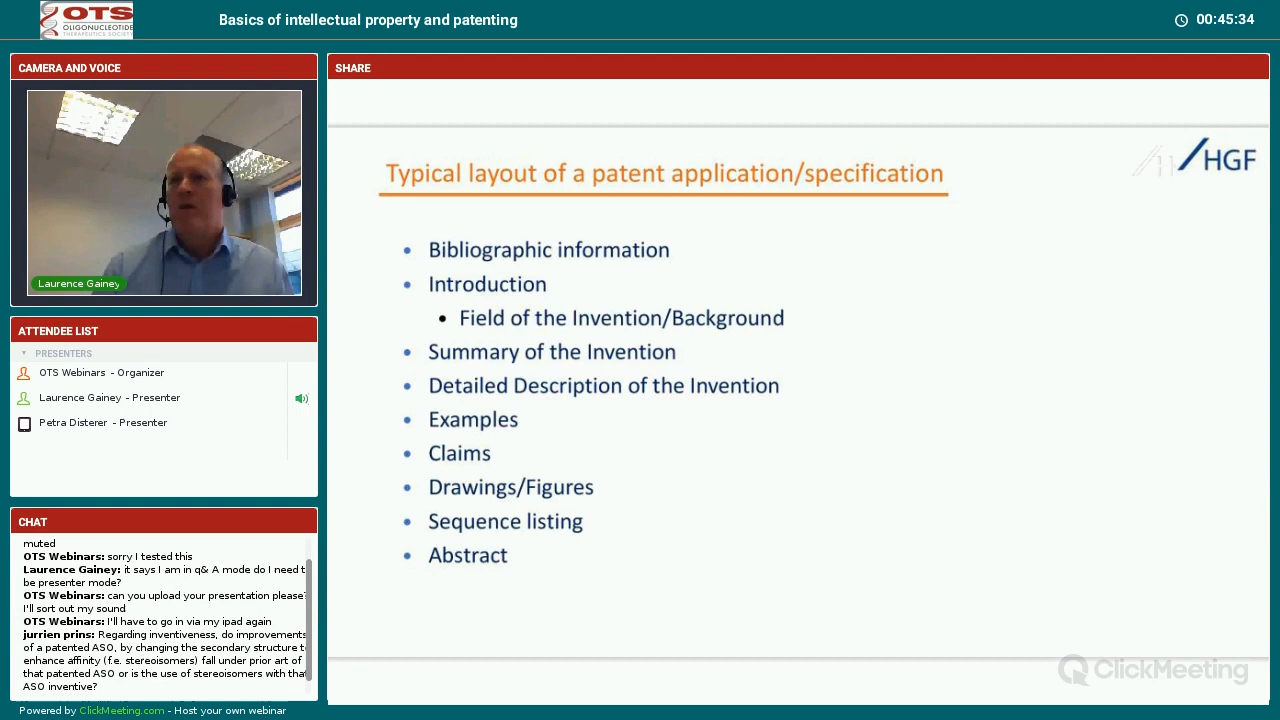 OTS
OLIGONUCLEOTIDE
THERAPEUTICS SOCIETY
Basics of intellectual property and patenting
00:45:34
CAMERA AND VOICE
Laurence Gainey
ATTENDEE LIST
PRESENTERS
OTS Webinars - Organizer
Laurence Gainey - Presenter
Petra Disterer - Presenter
CHAT
muted
OTS Webinars: sorry I tested this
Laurence Gainey: it says I am in q& A mode do I need t
be presenter mode?
OTS Webinars: can you upload your presentation please?
I'll sort out my sound
OTS Webinars: I'll have to go in via my ipad again
jurrien prins: Regarding inventiveness, do improvements
of a patented ASO, by changing the secondary structure t
enhance affinity (f.e. stereoisomers) fall under prior art of
that patented ASO or is the use of stereoisomers with that
ASO inventive?
Powered by ClickMeeting.com - Host your own webinar
SHARE
HGF
Typical layout of a patent application/specification
• Bibliographic information
• Introduction
• Field of the Invention/Background
• Summary of the Invention
• Detailed Description of the Invention
• Examples
• Claims
• Drawings/Figures
• Sequence listing
• Abstract
ClickMeeting